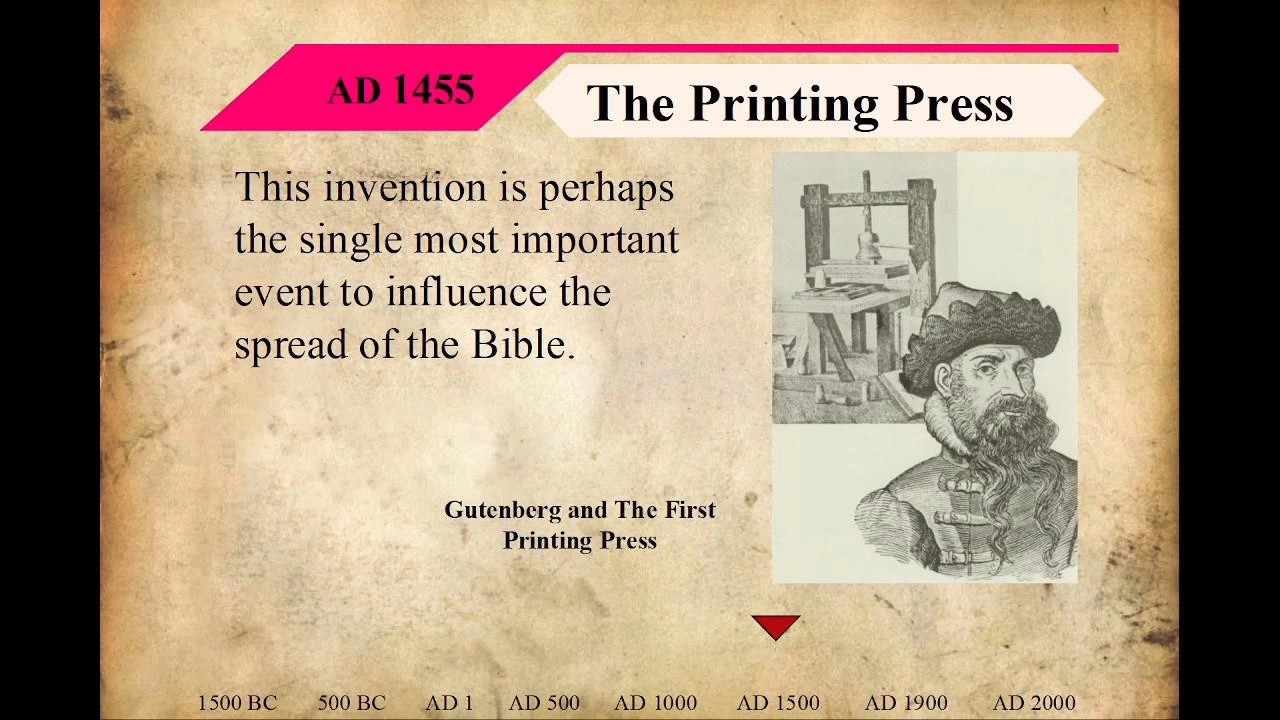 AD 1455
The Printing Press
This invention is perhaps
the single most important
event to influence the
spread of the Bible.
Gutenberg and The First
Printing Press
1500 BC 500 BC AD 1 AD 500 AD 1000 AD 1500 AD 1900 AD 2000